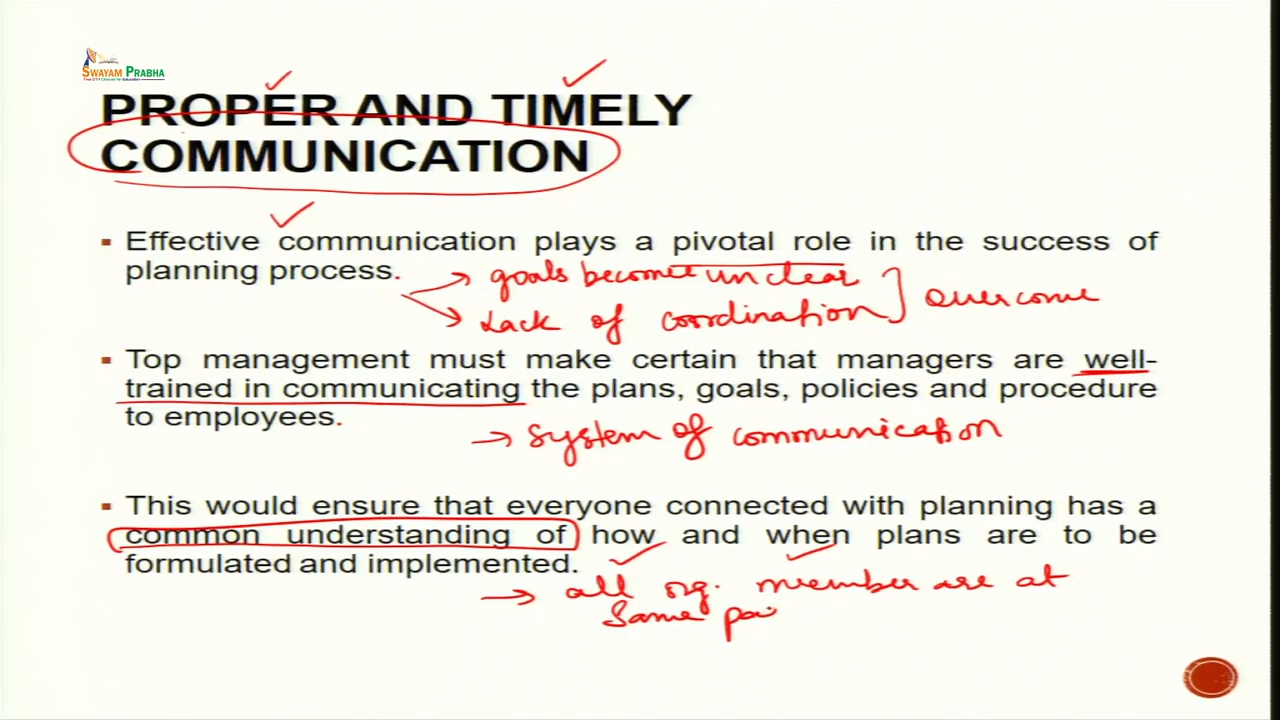 SWAYAM PRABHA
PROPER AND TIMELY
COMMUNICATION
Effective communication plays a pivotal role in the success of
planning process.
→ goals become unclear
→ Lack of coordination
overcome
Top management must make certain that managers are well-
trained in communicating the plans, goals, policies and procedure
to employees.
→ System of communication
This would ensure that everyone connected with planning has a
common understanding of how and when plans are to be
formulated and implemented.
→ all org. member are at
Same pa